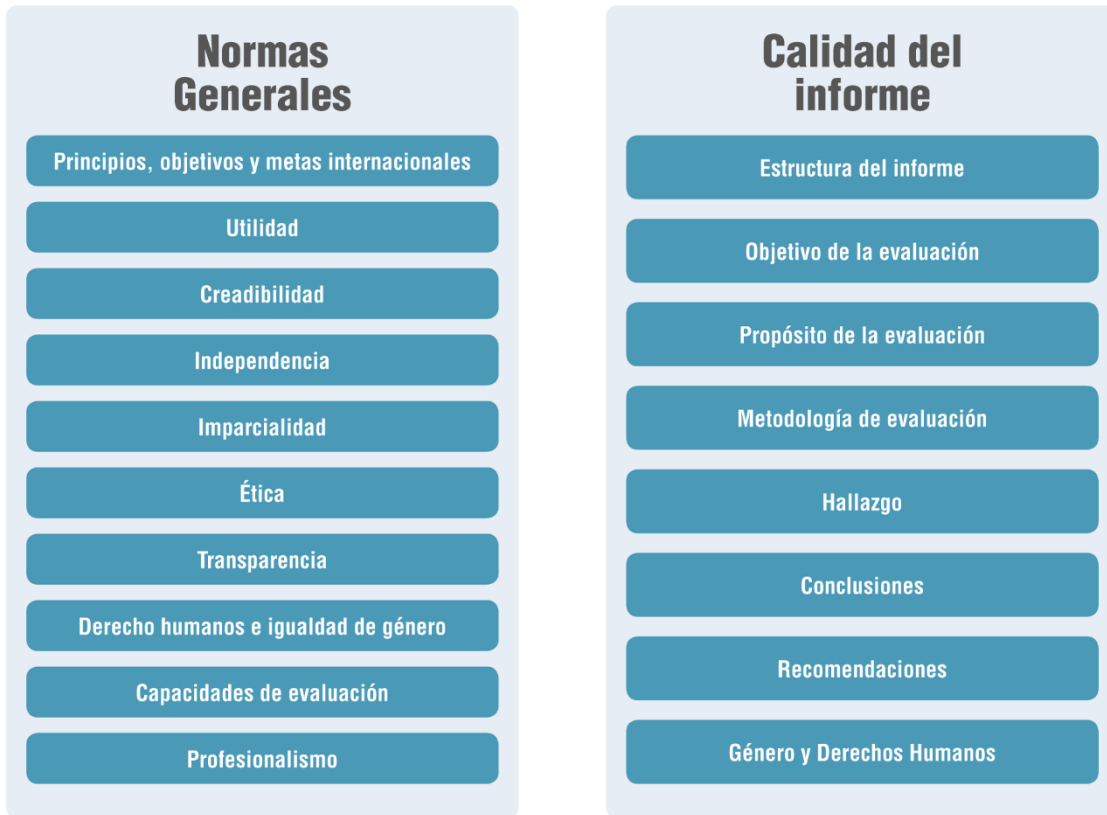 Normas
Generales
Principios, objetivos y metas internacionales
Utilidad
Creadibilidad
Independencia
Imparcialidad
Ética
Transparencia
Derecho humanos e igualdad de género
Capacidades de evaluación
Profesionalismo
Calidad del
informe
Estructura del informe
Objetivo de la evaluación
Propósito de la evaluación
Metodología de evaluación
Hallazgo
Conclusiones
Recomendaciones
Género y Derechos Humanos